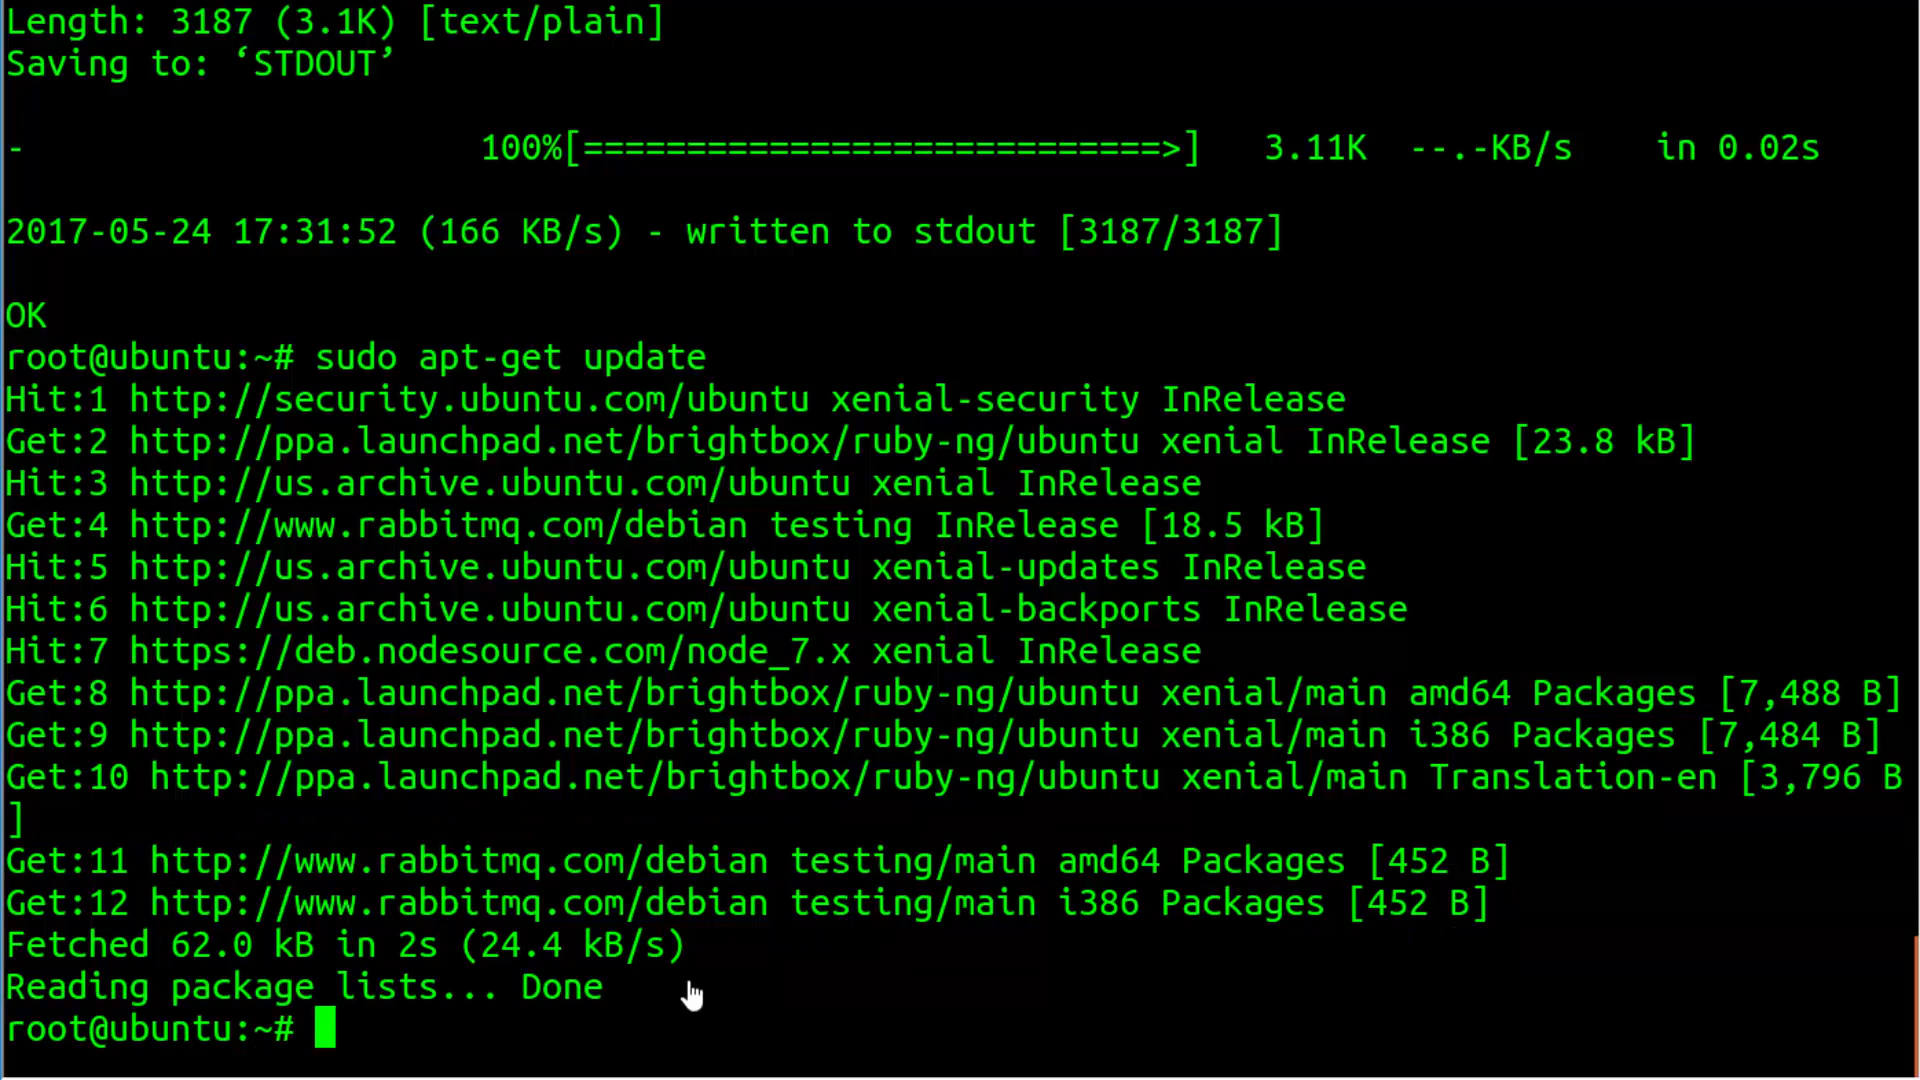 Length: 3187 (3.1K) [text/plain]
Saving to: ‘STDOUT’
- 100%[============================>] 3.11K --.-KB/s in 0.02s
2017-05-24 17:31:52 (166 KB/s) - written to stdout [3187/3187]
OK
root@ubuntu:~# sudo apt-get update
Hit:1 http://security.ubuntu.com/ubuntu xenial-security InRelease
Get:2 http://ppa.launchpad.net/brightbox/ruby-ng/ubuntu xenial InRelease [23.8 kB]
Hit:3 http://us.archive.ubuntu.com/ubuntu xenial InRelease
Get:4 http://www.rabbitmq.com/debian testing InRelease [18.5 kB]
Hit:5 http://us.archive.ubuntu.com/ubuntu xenial-updates InRelease
Hit:6 http://us.archive.ubuntu.com/ubuntu xenial-backports InRelease
Hit:7 https://deb.nodesource.com/node_7.x xenial InRelease
Get:8 http://ppa.launchpad.net/brightbox/ruby-ng/ubuntu xenial/main amd64 Packages [7,488 B]
Get:9 http://ppa.launchpad.net/brightbox/ruby-ng/ubuntu xenial/main i386 Packages [7,484 B]
Get:10 http://ppa.launchpad.net/brightbox/ruby-ng/ubuntu xenial/main Translation-en [3,796 B
]
Get:11 http://www.rabbitmq.com/debian testing/main amd64 Packages [452 B]
Get:12 http://www.rabbitmq.com/debian testing/main i386 Packages [452 B]
Fetched 62.0 kB in 2s (24.4 kB/s)
Reading package lists... Done
root@ubuntu:~#